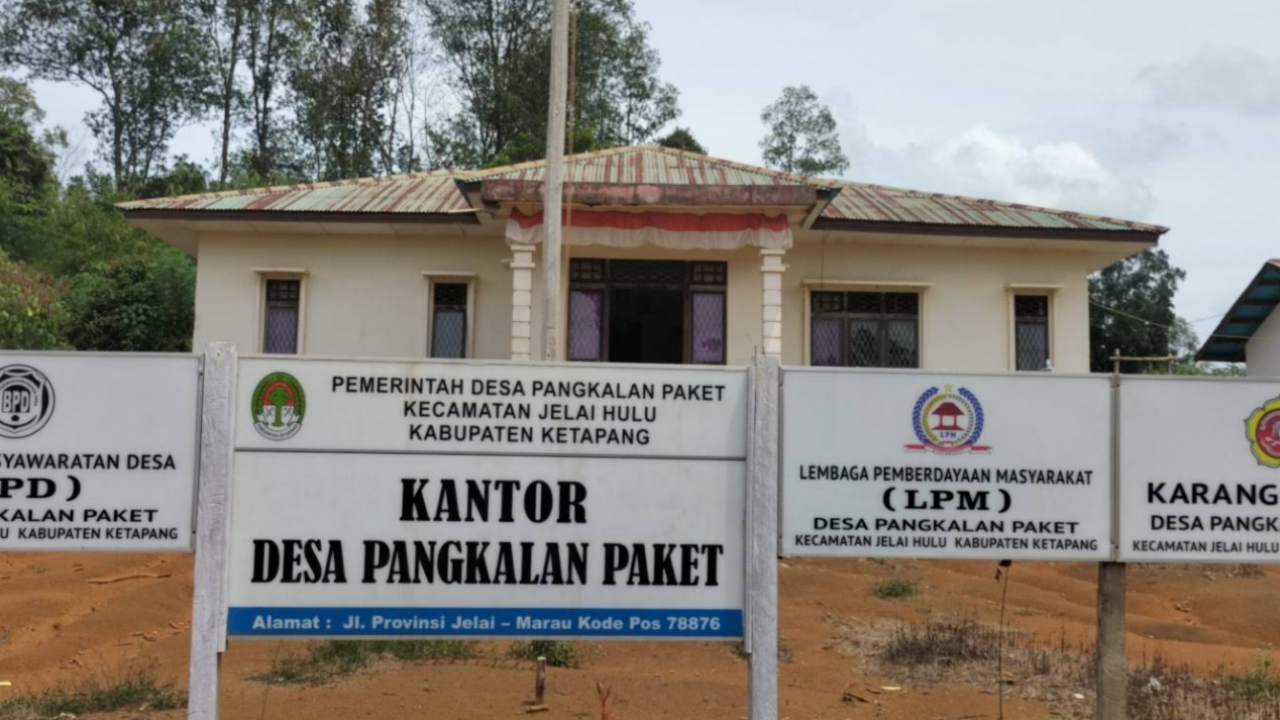 BPD
SYAWARATAN DESA
PD )
KALAN PAKET
U KABUPATEN KETAPANG
PEMERINTAH DESA PANGKALAN PAKET
KECAMATAN JELAI HULU
KABUPATEN KETAPANG
KANTOR
DESA PANGKALAN PAKET
Alamat : Jl. Provinsi Jelai – Marau Kode Pos 78876
LPM
LEMBAGA PEMBERDAYAAN MASYARAKAT
( LPM )
DESA PANGKALAN PAKET
KECAMATAN JELAI HULU KABUPATEN KETAPANG
KARANG
DESA PANGK
KECAMATAN JELAI HULU